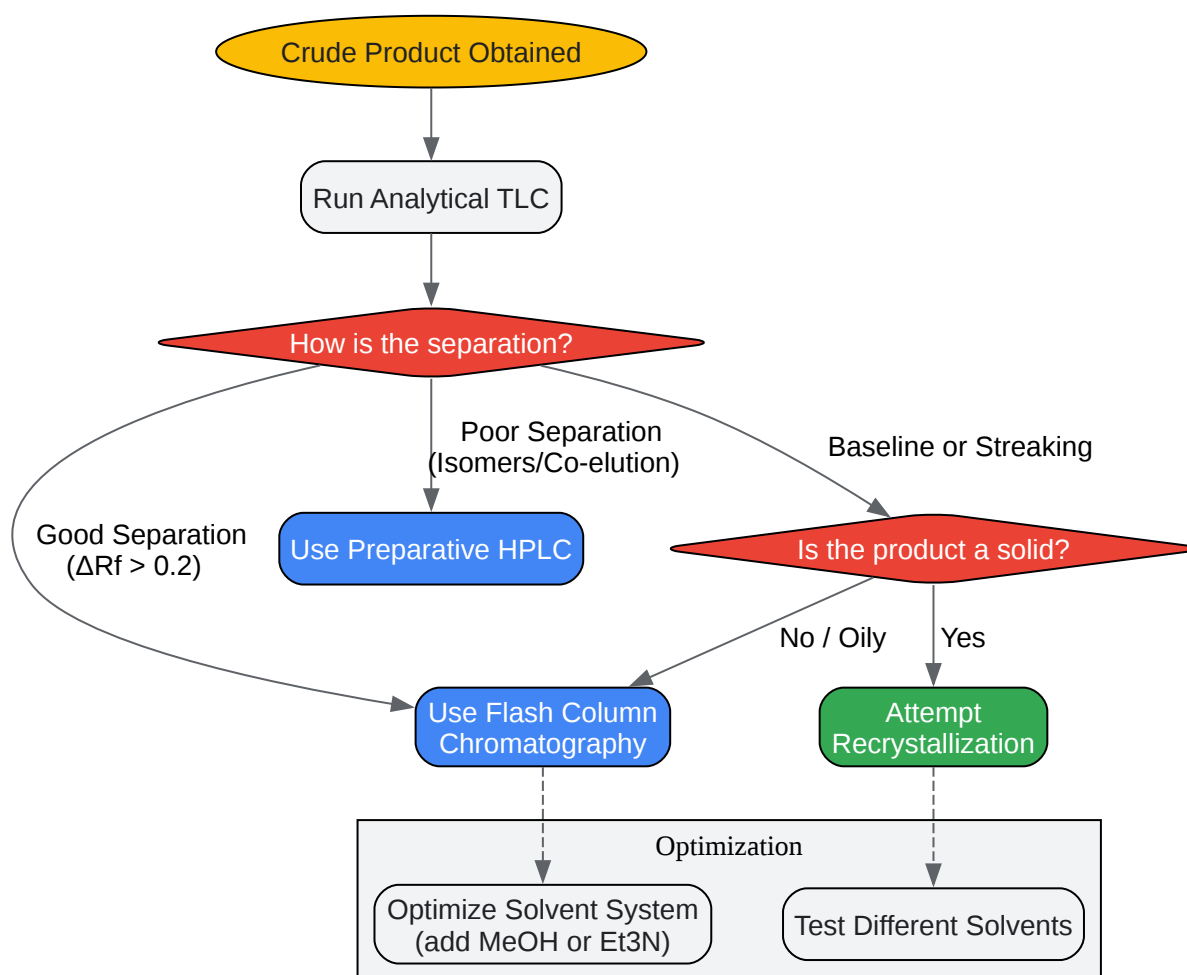 Crude Product Obtained
Run Analytical TLC
How is the separation?
Poor Separation
(Isomers/Co-elution)
Baseline or Streaking
Good Separation
(ΔRf > 0.2)
Use Preparative HPLC
Is the product a solid?
No / Oily
Yes
Use Flash Column
Chromatography
Attempt
Recrystallization
Optimization
Optimize Solvent System
(add MeOH or Et3N)
Test Different Solvents